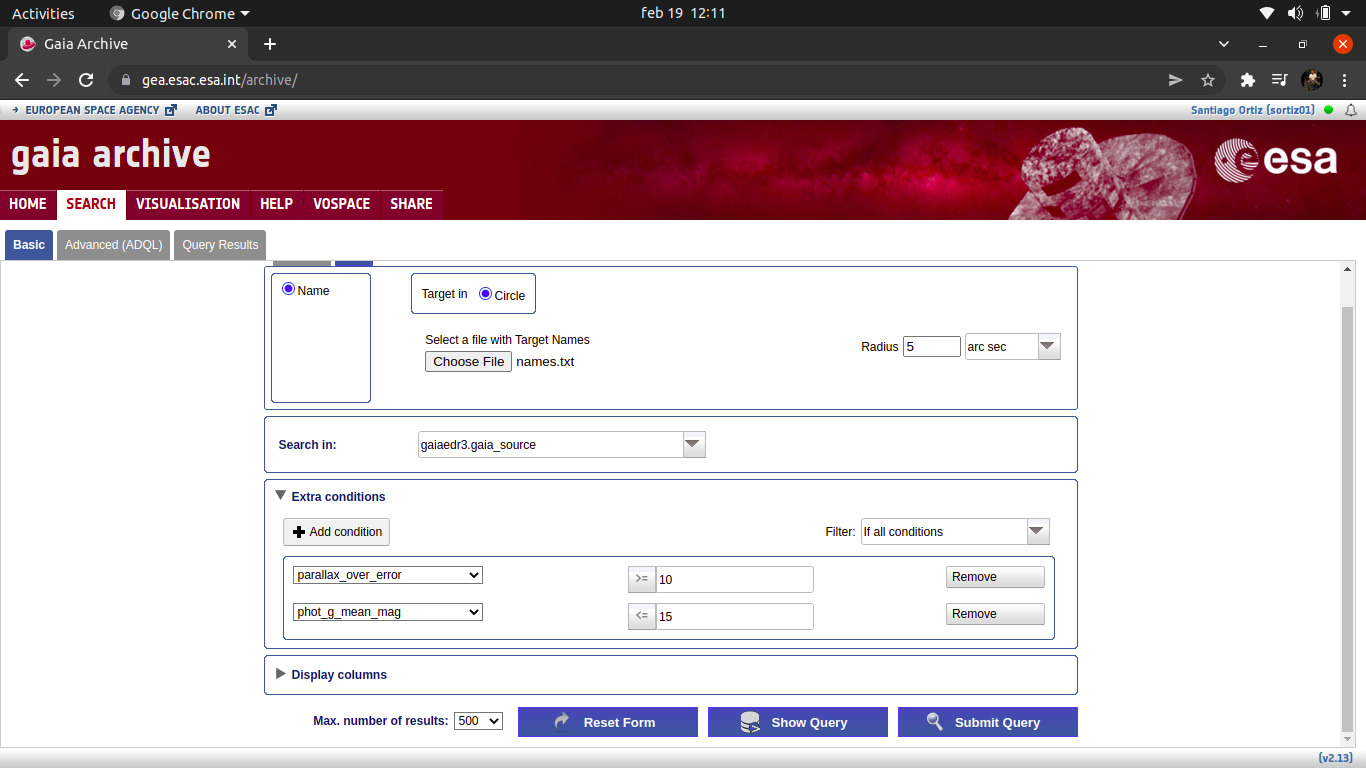 Activities Google Chrome feb 19 12:11
Gaia Archive
gea.esac.esa.int/archive/
EUROPEAN SPACE AGENCY ABOUT ESAC Santiago Ortiz (sortiz01)
gaia archive esa
HOME SEARCH VISUALISATION HELP VOSPACE SHARE
Basic Advanced (ADQL) Query Results
Name Target in Circle
Select a file with Target Names
Choose File names.txt Radius 5 arc sec
Search in: gaiaedr3.gaia_source
Extra conditions
Add condition Filter: If all conditions
parallax_over_error >= 10 Remove
phot_g_mean_mag <= 15 Remove
Display columns
Max. number of results: 500 Reset Form Show Query Submit Query
(v2.13)